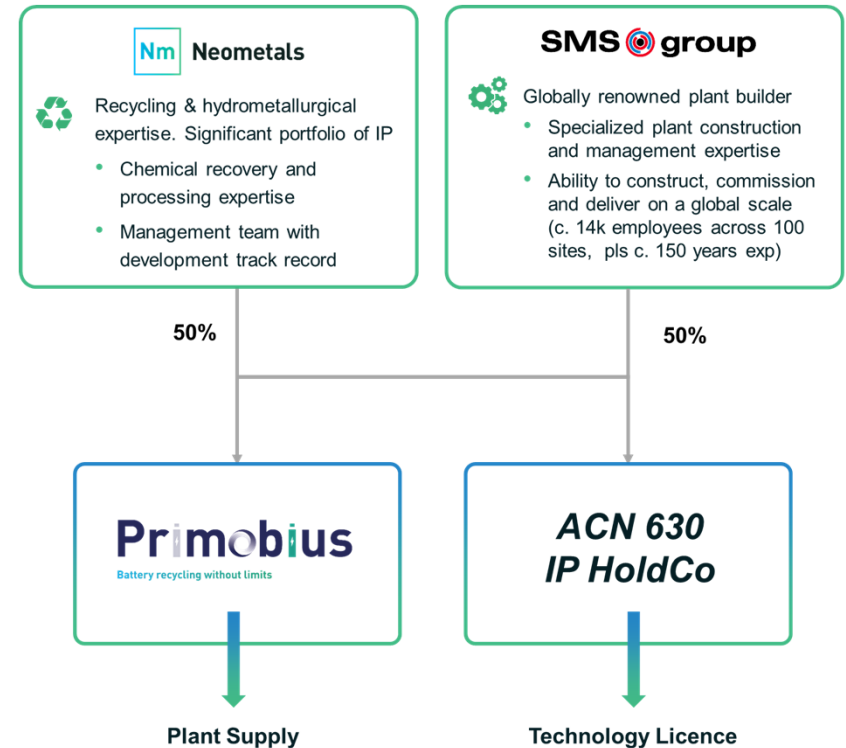 Nm Neometals
Recycling & hydrometallurgical
expertise. Significant portfolio of IP
• Chemical recovery and
processing expertise
• Management team with
development track record
SMS group
Globally renowned plant builder
• Specialized plant construction
and management expertise
• Ability to construct, commission
and deliver on a global scale
(c. 14k employees across 100
sites, pls c. 150 years exp)
50%
50%
Primobius
Battery recycling without limits
ACN 630
IP HoldCo
Plant Supply
Technology Licence